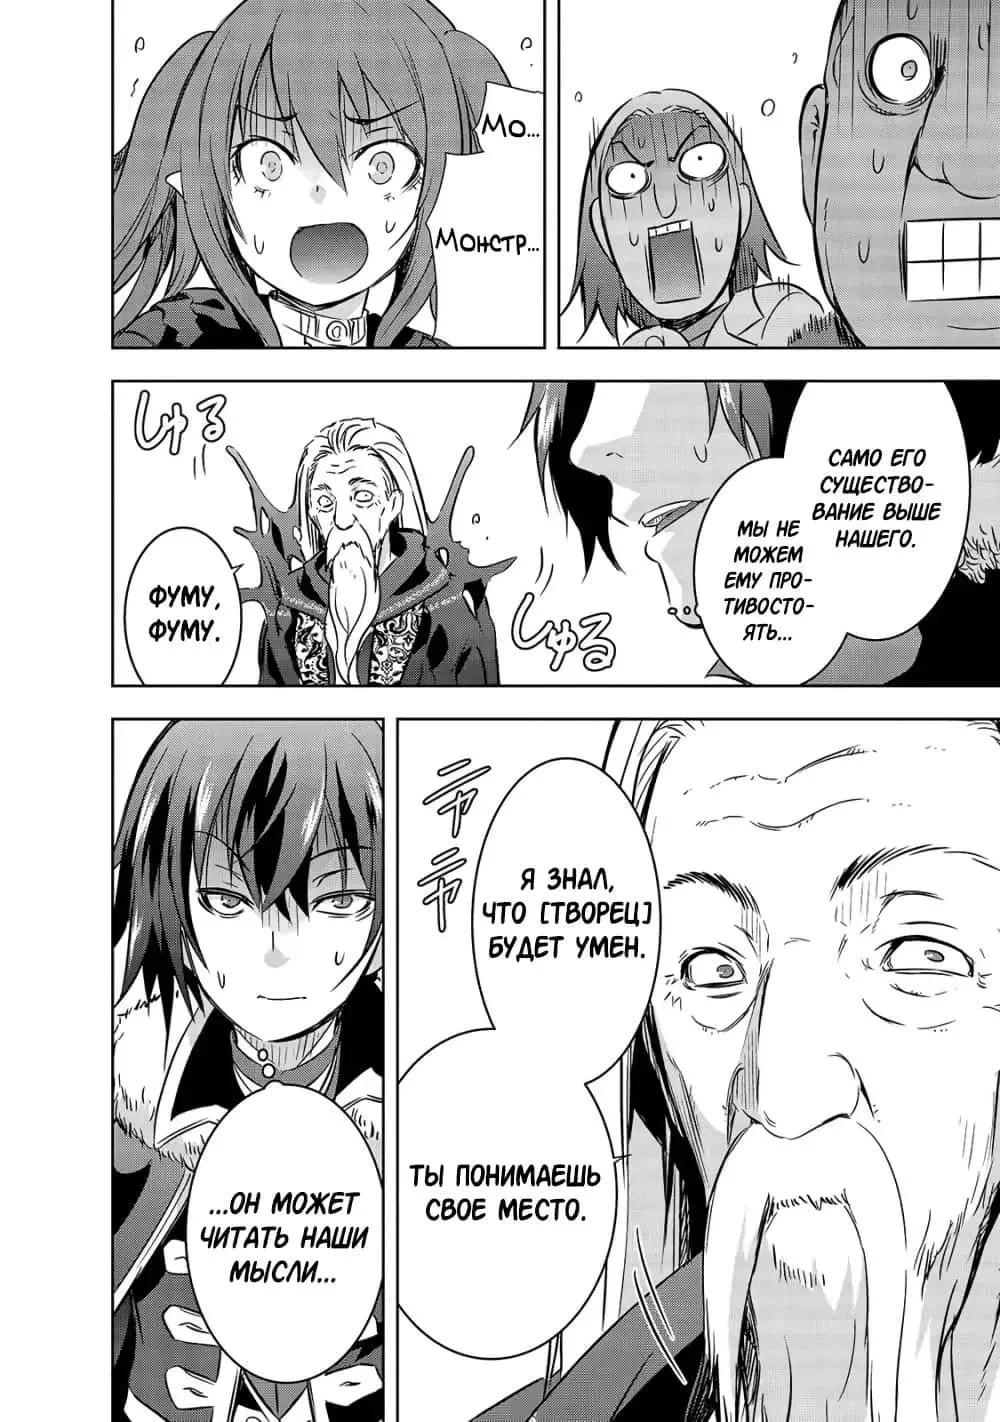 Мо...
Монстр...
САМО ЕГО
СУЩЕСТВО-
ВАНИЕ ВЫШЕ
НАШЕГО.
МЫ НЕ
МОЖЕМ
ЕМУ ПРО-
ТИВОСТО-
ЯТЬ...
しゅる
しゅる
ФУМУ,
ФУМУ.
Я ЗНАЛ,
ЧТО [ТВОРЕЦ]
БУДЕТ УМЕН.
ニヤ
ニヤ
ТЫ ПОНИМАЕШЬ
СВОЕ МЕСТО.
...ОН МОЖЕТ
ЧИТАТЬ НАШИ
МЫСЛИ...